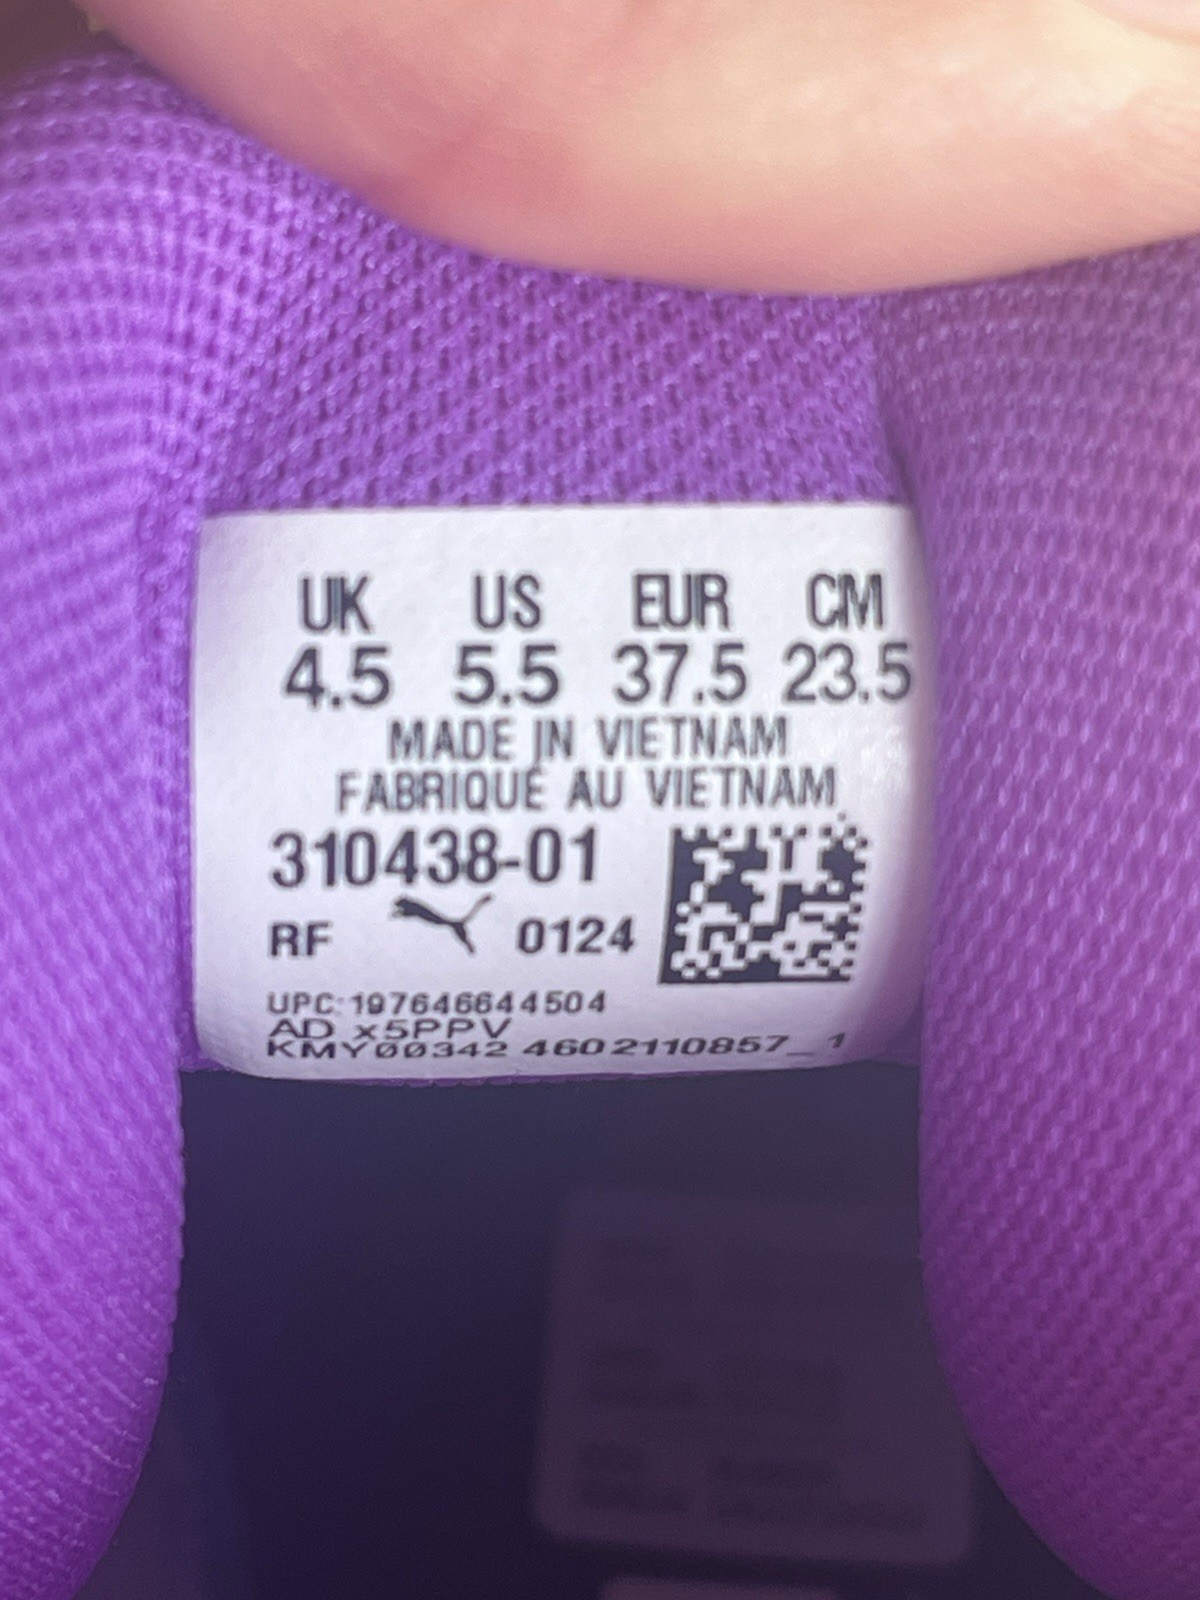 UK US EUR CM
4.5 5.5 37.5 23.5
MADE IN VIETNAM
FABRIQUÉ AU VIETNAM
310438-01
RF 0124
UPC:197646644504
AD x5PPV
KMY00342 4602110857_1